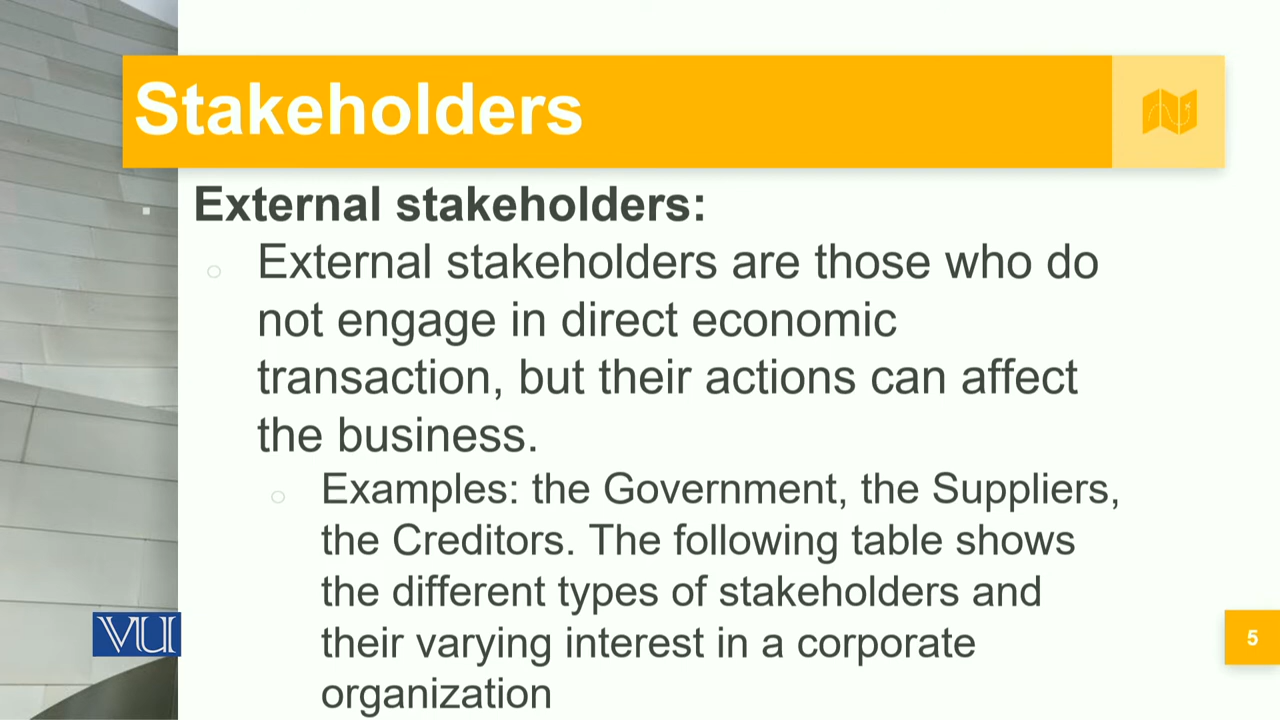 Stakeholders
External stakeholders:
External stakeholders are those who do
not engage in direct economic
transaction, but their actions can affect
the business.
Examples: the Government, the Suppliers,
the Creditors. The following table shows
the different types of stakeholders and
their varying interest in a corporate
organization
VU
5